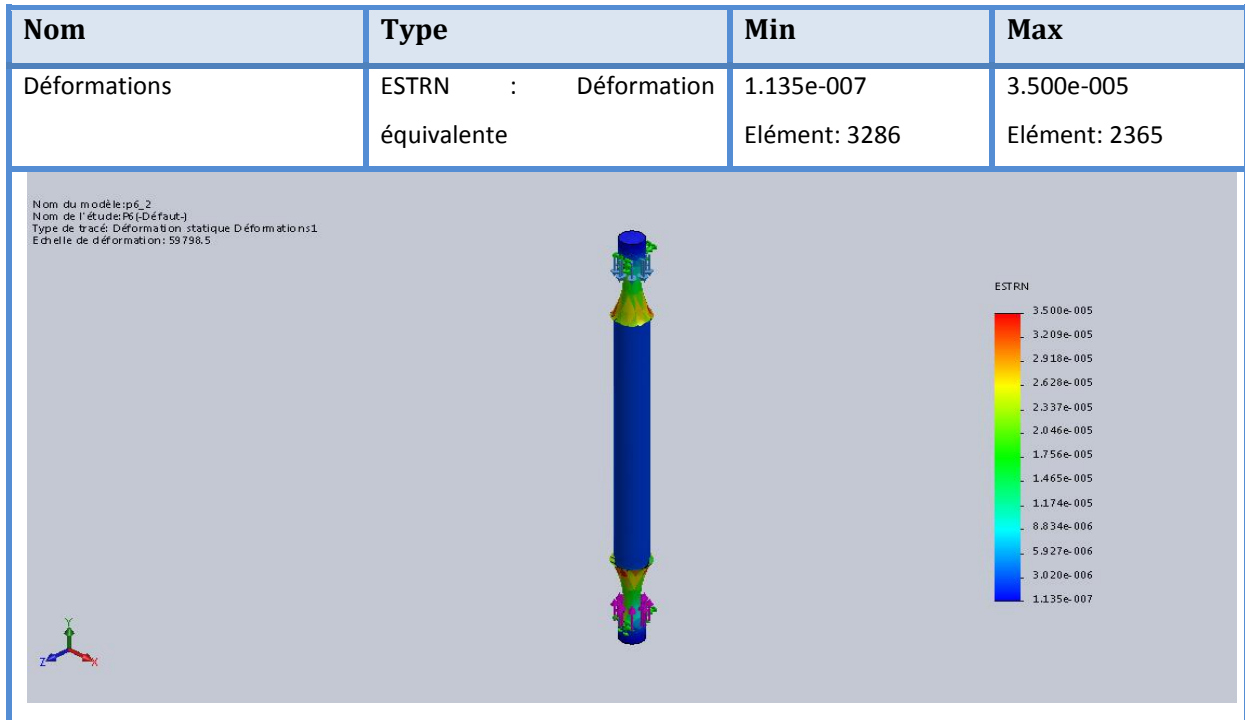 Nom Type Min Max
Déformations ESTRN : Déformation 1.135e-007 3.500e-005
équivalente Elément: 3286 Elément: 2365
Nom du modèle:p6_2
Nom de l'étude:P6(-Défaut-)
Type de tracé: Déformation statique Déformations1
Echelle de déformation: 59798.5
ESTRN
3.500e-005
3.209e-005
2.918e-005
2.628e-005
2.337e-005
2.046e-005
1.756e-005
1.465e-005
1.174e-005
8.834e-006
5.927e-006
3.020e-006
1.135e-007
Y
Z X